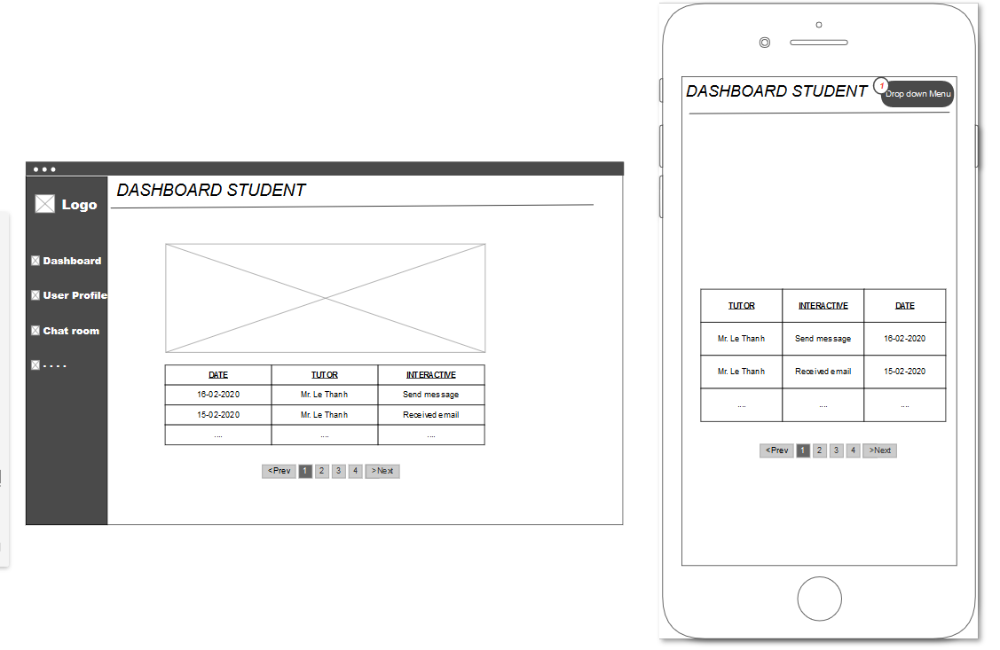 DASHBOARD STUDENT
Logo
Dashboard
User Profile
Chat room
- - - -
DATE TUTOR INTERACTIVE
16-02-2020 Mr. Le Thanh Send message
15-02-2020 Mr. Le Thanh Received email
.... .... ....
<Prev 1 2 3 4 >Next
DASHBOARD STUDENT
1
Drop down Menu
TUTOR INTERACTIVE DATE
Mr. Le Thanh Send message 16-02-2020
Mr. Le Thanh Received email 15-02-2020
.... .... ....
<Prev 1 2 3 4 >Next